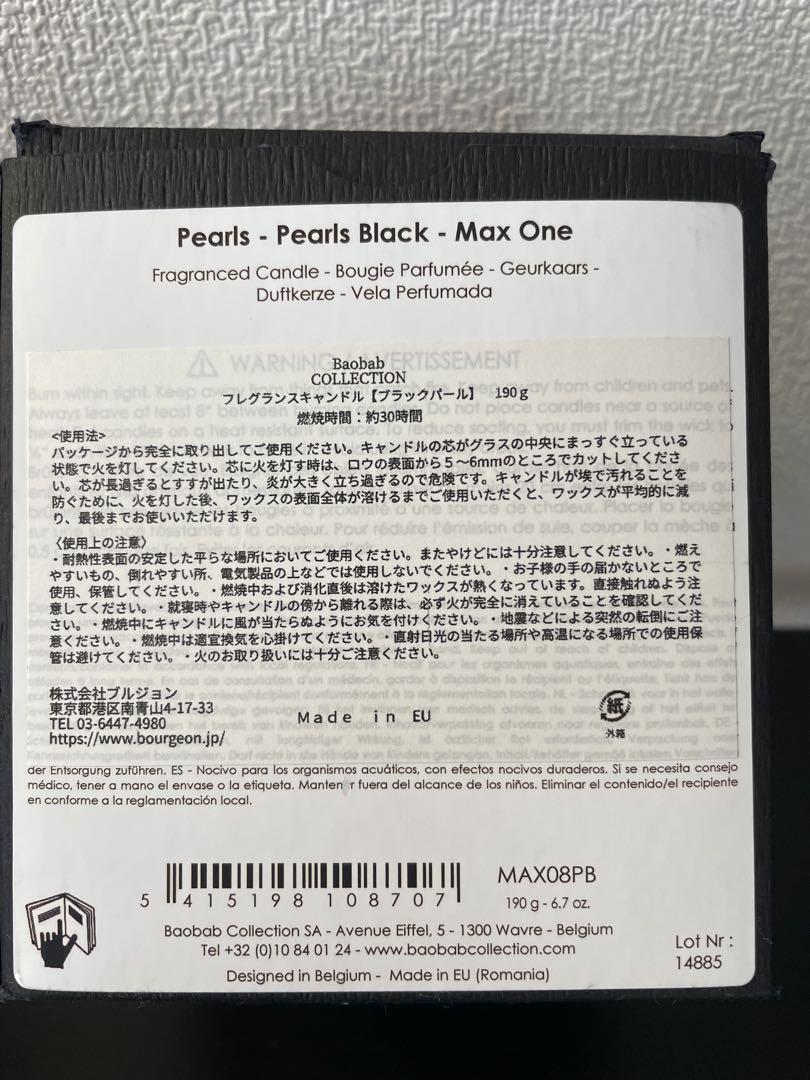 Pearls - Pearls Black - Max One
Fragranced Candle - Bougie Parfumée - Geurkaars -
Duftkerze - Vela Perfumada
Baobab
COLLECTION
フレグランスキャンドル【ブラックパール】 190g
燃焼時間：約30時間
<使用法>
パッケージから完全に取り出してご使用ください。キャンドルの芯がグラスの中央にまっすぐ立っている
状態で火を灯してください。芯に火を灯す時は、ロウの表面から5～6mmのところでカットしてくださ
い。芯が長過ぎるとすすが出たり、炎が大きく立ち過ぎるので危険です。キャンドルが埃で汚れることを
防ぐために、火を灯した後、ワックスの表面全体が溶けるまでご使用いただくと、ワックスが平均的に減
り、最後までお使いいただけます。
〈使用上の注意〉
・耐熱性表面の安定した平らな場所においてご使用ください。またやけどには十分注意してください。・燃え
やすいもの、倒れやすい所、電気製品の上などでは使用しないでください。・お子様の手の届かないところで
使用、保管してください。・燃焼中および消化直後は溶けたワックスが熱くなっています。直接触れぬよう注
意してください。・就寝時やキャンドルの傍から離れる際は、必ず火が完全に消えていることを確認してくだ
さい。・燃焼中にキャンドルに風が当たらぬようにお気を付けください。・地震などによる突然の転倒にご注
意ください。・燃焼中は適宜換気を心掛けてください。・直射日光の当たる場所や高温になる場所での使用保
管は避けてください。・火のお取り扱いには十分ご注意ください。
株式会社ブルジョン
東京都港区南青山4-17-33
TEL 03-6447-4980
https://www.bourgeon.jp/
Made in EU
紙
外箱
der Entsorgung zuführen. ES - Nocivo para los organismos acuáticos, con efectos nocivos duraderos. Si se necesita consejo
médico, tener a mano el envase o la etiqueta. Mantener fuera del alcance de los niños. Eliminar el contenido/el recipiente
en conforme a la reglamentación local.
5 415198 108707
MAX08PB
190 g - 6.7 oz.
Baobab Collection SA - Avenue Eiffel, 5 - 1300 Wavre - Belgium
Tel +32 (0)10 84 01 24 - www.baobabcollection.com
Designed in Belgium - Made in EU (Romania)
Lot Nr :
14885